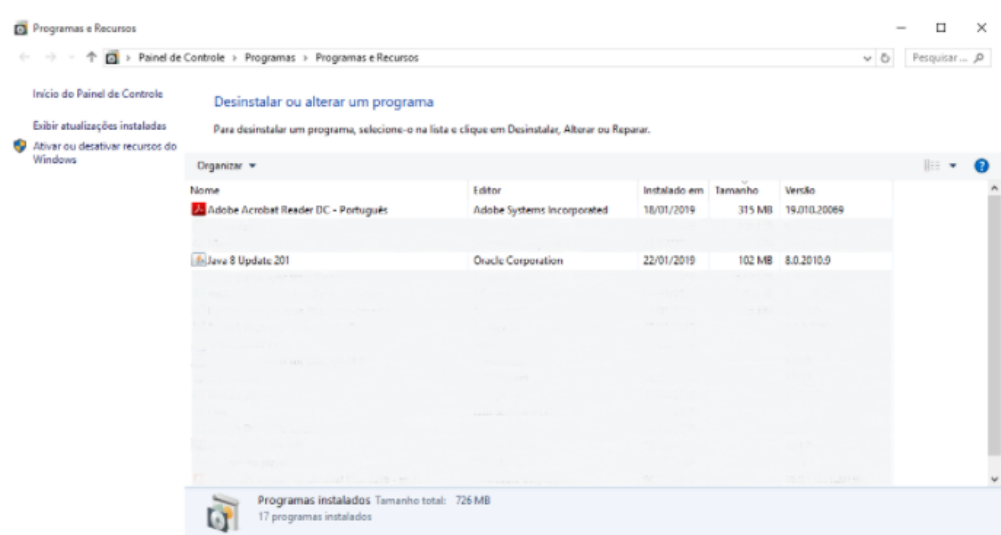 Programas e Recursos
Painel de Controle > Programas > Programas e Recursos
Pesquisar ...
Início do Painel de Controle
Exibir atualizações instaladas
Ativar ou desativar recursos do
Windows
Desinstalar ou alterar um programa
Para desinstalar um programa, selecione-o na lista e clique em Desinstalar, Alterar ou Reparar.
Organizar
Nome Editor Instalado em Tamanho Versão
Adobe Acrobat Reader DC - Português Adobe Systems Incorporated 18/01/2019 315 MB 19.010.20069
Java 8 Update 201 Oracle Corporation 22/01/2019 102 MB 8.0.2010.9
Programas instalados Tamanho total: 726 MB
17 programas instalados